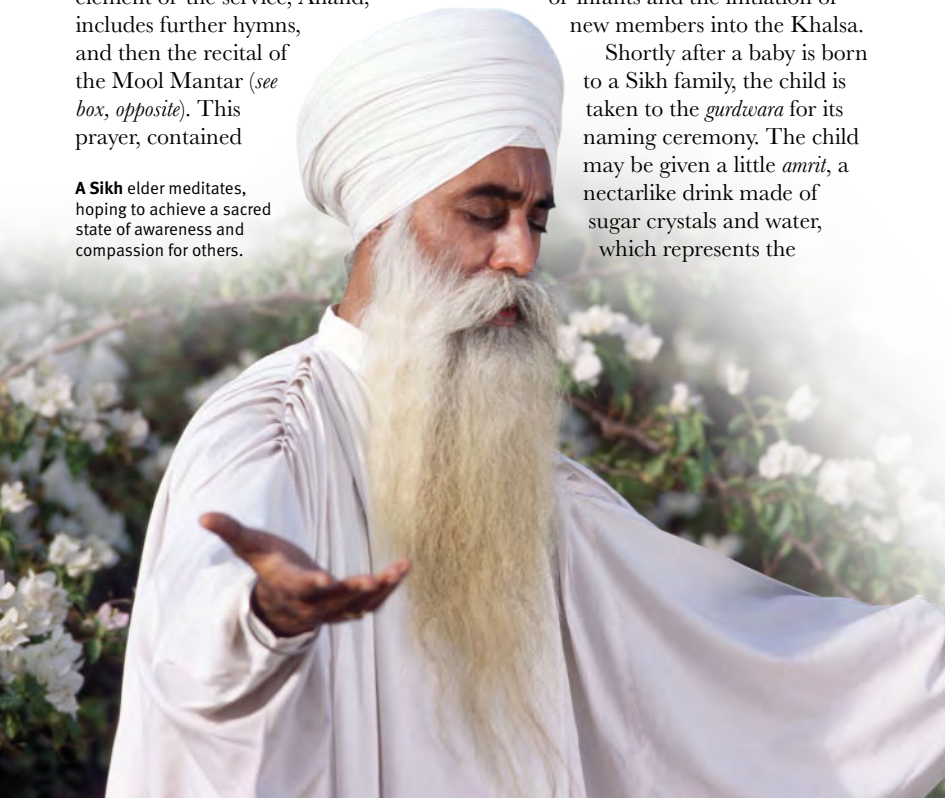 includes further hymns,
and then the recital of
the Mool Mantar (see
box, opposite). This
prayer, contained
A Sikh elder meditates,
hoping to achieve a sacred
state of awareness and
compassion for others.
new members into the Khalsa.
Shortly after a baby is born
to a Sikh family, the child is
taken to the gurdwara for its
naming ceremony. The child
may be given a little amrit, a
nectarlike drink made of
sugar crystals and water,
which represents the